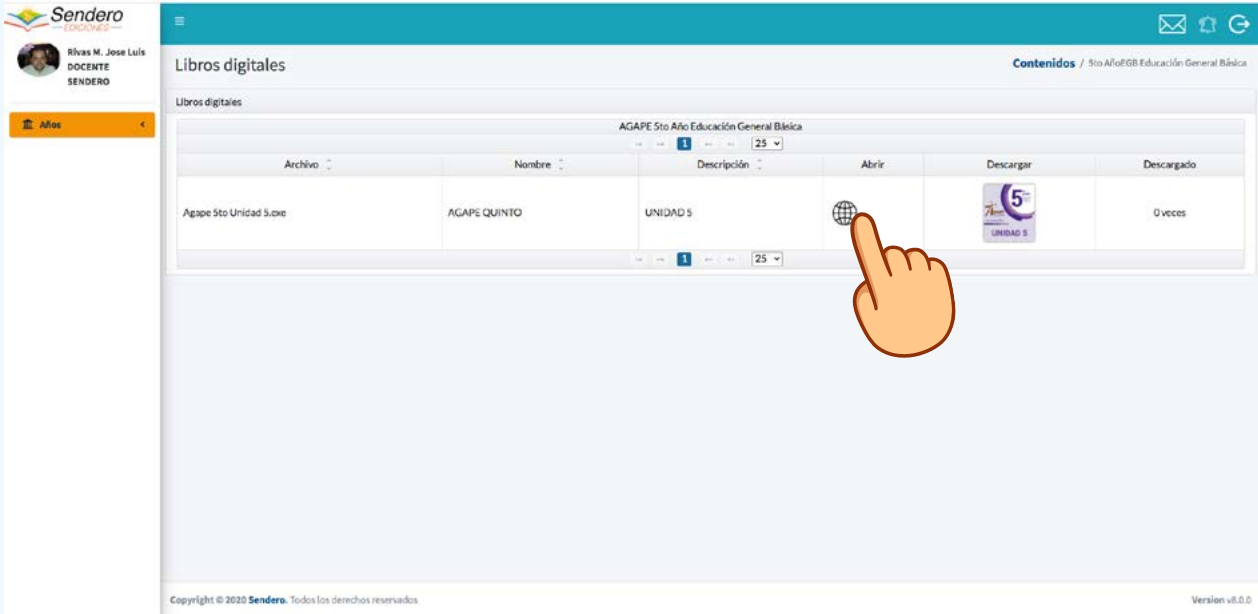 Sendero
EDICIONES
Rivas M. Jose Luis
DOCENTE
SENDERO
Años
Libros digitales
Contenidos / 5to AñoEGB Educación General Básica
Libros digitales
AGAPE 5to Año Educación General Básica
1 25
Archivo Nombre Descripción Abrir Descargar Descargado
Agape 5to Unidad 5.exe AGAPE QUINTO UNIDAD 5 0 veces
5
UNIDAD 5
1 25
Copyright © 2020 Sendero. Todos los derechos reservados
Version v8.0.0